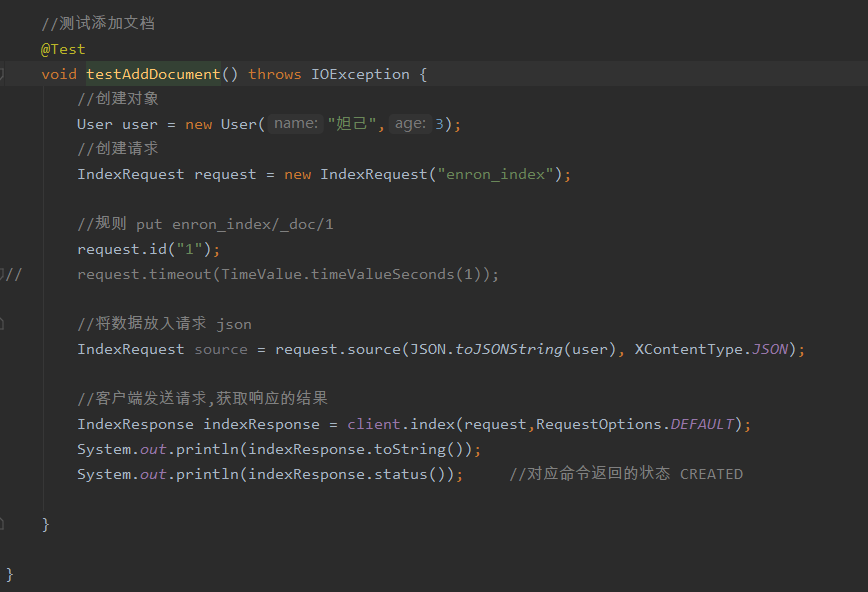 //测试添加文档
@Test
void testAddDocument() throws IOException {
//创建对象
User user = new User( name: "妲己", age: 3);
//创建请求
IndexRequest request = new IndexRequest("enron_index");
//规则 put enron_index/_doc/1
request.id("1");
// request.timeout(TimeValue.timeValueSeconds(1));
//将数据放入请求 json
IndexRequest source = request.source(JSON.toJSONString(user), XContentType.JSON);
//客户端发送请求,获取响应的结果
IndexResponse indexResponse = client.index(request,RequestOptions.DEFAULT);
System.out.println(indexResponse.toString());
System.out.println(indexResponse.status()); //对应命令返回的状态 CREATED
}
}